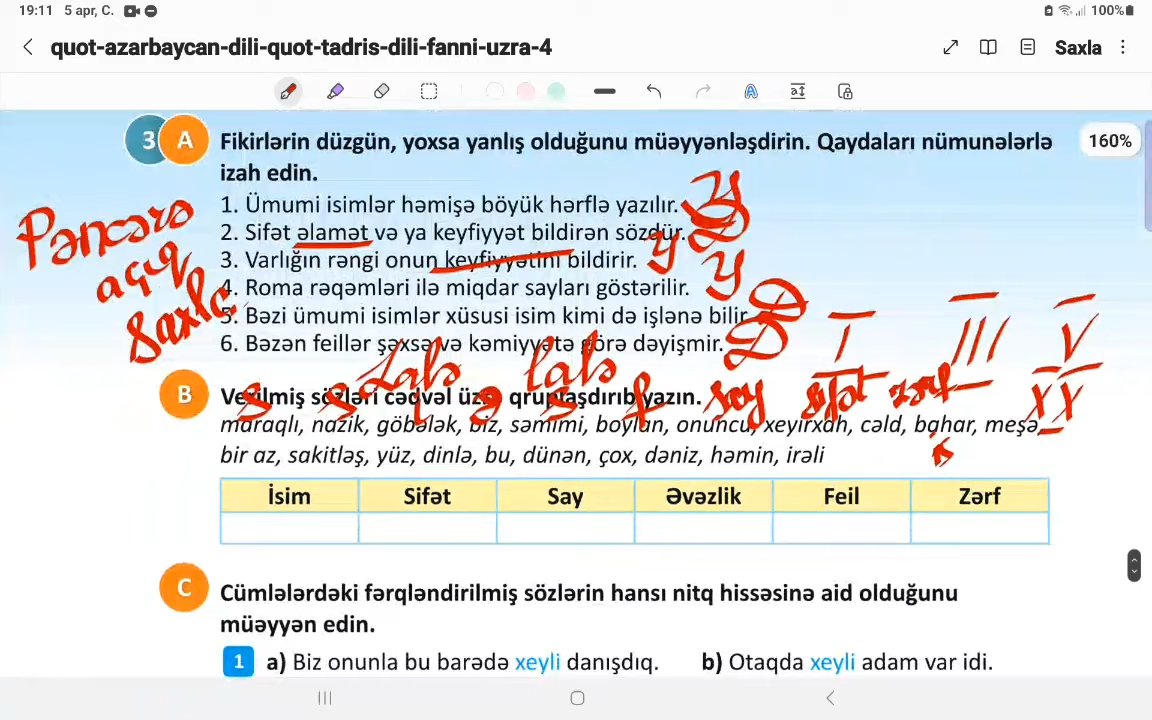 19:11 5 apr, C. 100%
quot-azarbaycan-dili-quot-tadris-dili-fanni-uzra-4 Saxla
160%
3 A Fikirlərin düzgün, yoxsa yanlış olduğunu müəyyənləşdirin. Qaydaları nümunələrlə
izah edin.
1. Ümumi isimlər həmişə böyük hərflə yazılır. Y
2. Sifət əlamət və ya keyfiyyət bildirən sözdür. D
3. Varlığın rəngi onun keyfiyyətini bildirir. y
4. Roma rəqəmləri ilə miqdar sayları göstərilir. Y
5. Bəzi ümumi isimlər xüsusi isim kimi də işlənə bilir. D
6. Bəzən feillər şəxsə və kəmiyyətə görə dəyişmir. D
Pəncərə
açıq
Saxla
Lalə lalə I III V
XX
B Verilmiş sözləri cədvəl üzrə qruplaşdırıb yazın.
s s i ə s f say sifət zərf
maraqlı, nazik, göbələk, biz, səmimi, boylan, onuncu, xeyirxah, cəld, bahar, meşə,
bir az, sakitləş, yüz, dinlə, bu, dünən, çox, dəniz, həmin, irəli
İsim Sifət Say Əvəzlik Feil Zərf
C Cümlələrdəki fərqləndirilmiş sözlərin hansı nitq hissəsinə aid olduğunu
müəyyən edin.
1 a) Biz onunla bu barədə xeyli danışdıq. b) Otaqda xeyli adam var idi.